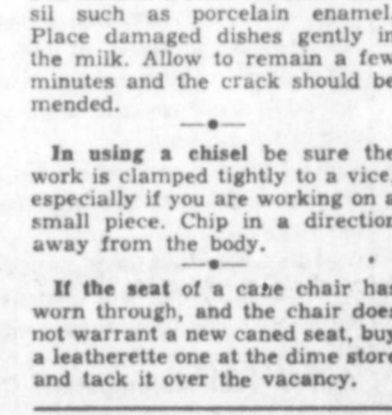 sil such as porcelain enamel.
Place damaged dishes gently in
the milk. Allow to remain a few
minutes and the crack should be
mended.
In using a chisel be sure the
work is clamped tightly to a vice,
especially if you are working on a
small piece. Chip in a direction
away from the body.
If the seat of a cane chair has
worn through, and the chair does
not warrant a new caned seat, buy
a leatherette one at the dime store
and tack it over the vacancy.